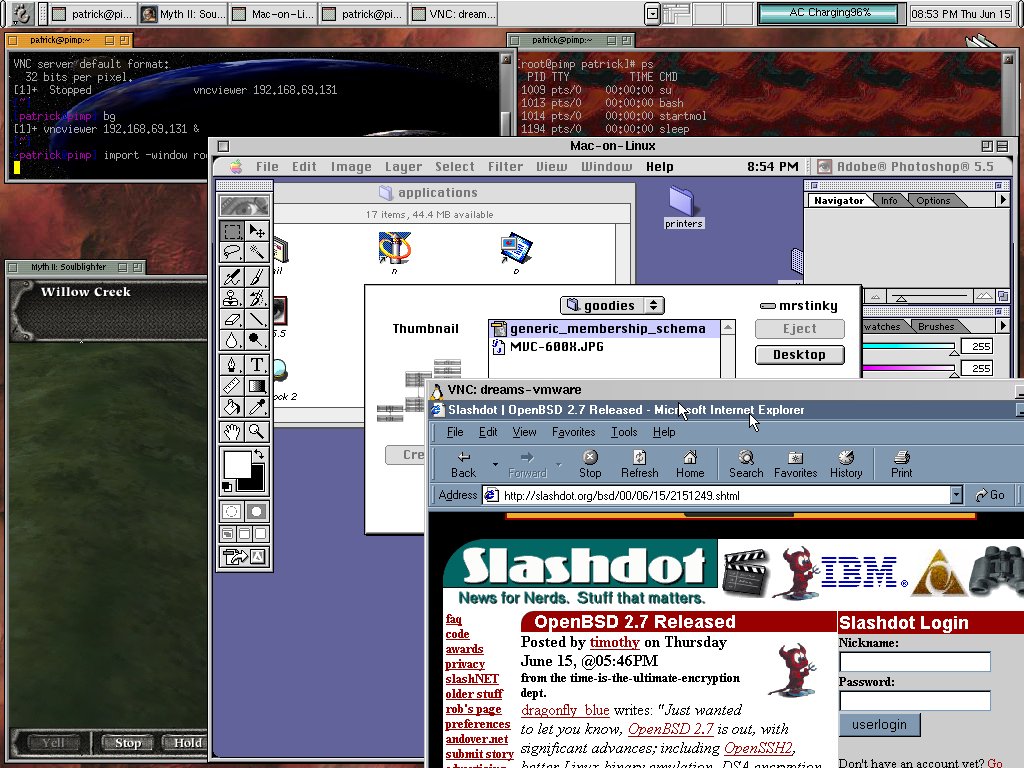 patrick@pi...
Myth II: Sou...
Mac-on-Li...
patrick@pi...
VNC: dream...
AC Charging96%
08:53 PM Thu Jun 15
patrick@pimp:~
VNC server default format:
32 bits per pixel.
[1]+ Stopped vncviewer 192.168.69.131
patrick pimp bg
[1]+ vncviewer 192.168.69.131 &
patrick pimp import -window roo
patrick@pimp:~
[root@pimp patrick]# ps
PID TTY TIME CMD
1009 pts/0 00:00:00 su
1013 pts/0 00:00:00 bash
1014 pts/0 00:00:00 startmol
1194 pts/0 00:00:00 sleep
Mac-on-Linux
File Edit Image Layer Select Filter View Window Help 8:54 PM Adobe® Photoshop® 5.5
applications
17 items, 44.4 MB available
printers
Navigator Info Options
Myth II: Soulblighter
Willow Creek
goodies
mrstinky
Thumbnail
generic_membership_schema
MVC-600X.JPG
Eject
Desktop
5.5
ock 2
Cre
watches Brushes
255
255
VNC: dreams-vmware
Slashdot | OpenBSD 2.7 Released - Microsoft Internet Explorer
File Edit View Favorites Tools Help
Back Forward Stop Refresh Home Search Favorites History Print
Address http://slashdot.org/bsd/00/06/15/2151249.shtml Go
Slashdot
News for Nerds. Stuff that matters.
IBM®
faq
code
awards
privacy
slashNET
older stuff
rob's page
preferences
andover.net
submit story
OpenBSD 2.7 Released
Posted by timothy on Thursday
June 15, @05:46PM
from the time-is-the-ultimate-encryption
dept.
dragonfly_blue writes: "Just wanted
to let you know, OpenBSD 2.7 is out, with
significant advances; including OpenSSH2,
better Linux binary emulation, DSA encryption
Slashdot Login
Nickname:
Password:
userlogin
Don't have an account yet? Go
Yell Stop Hold